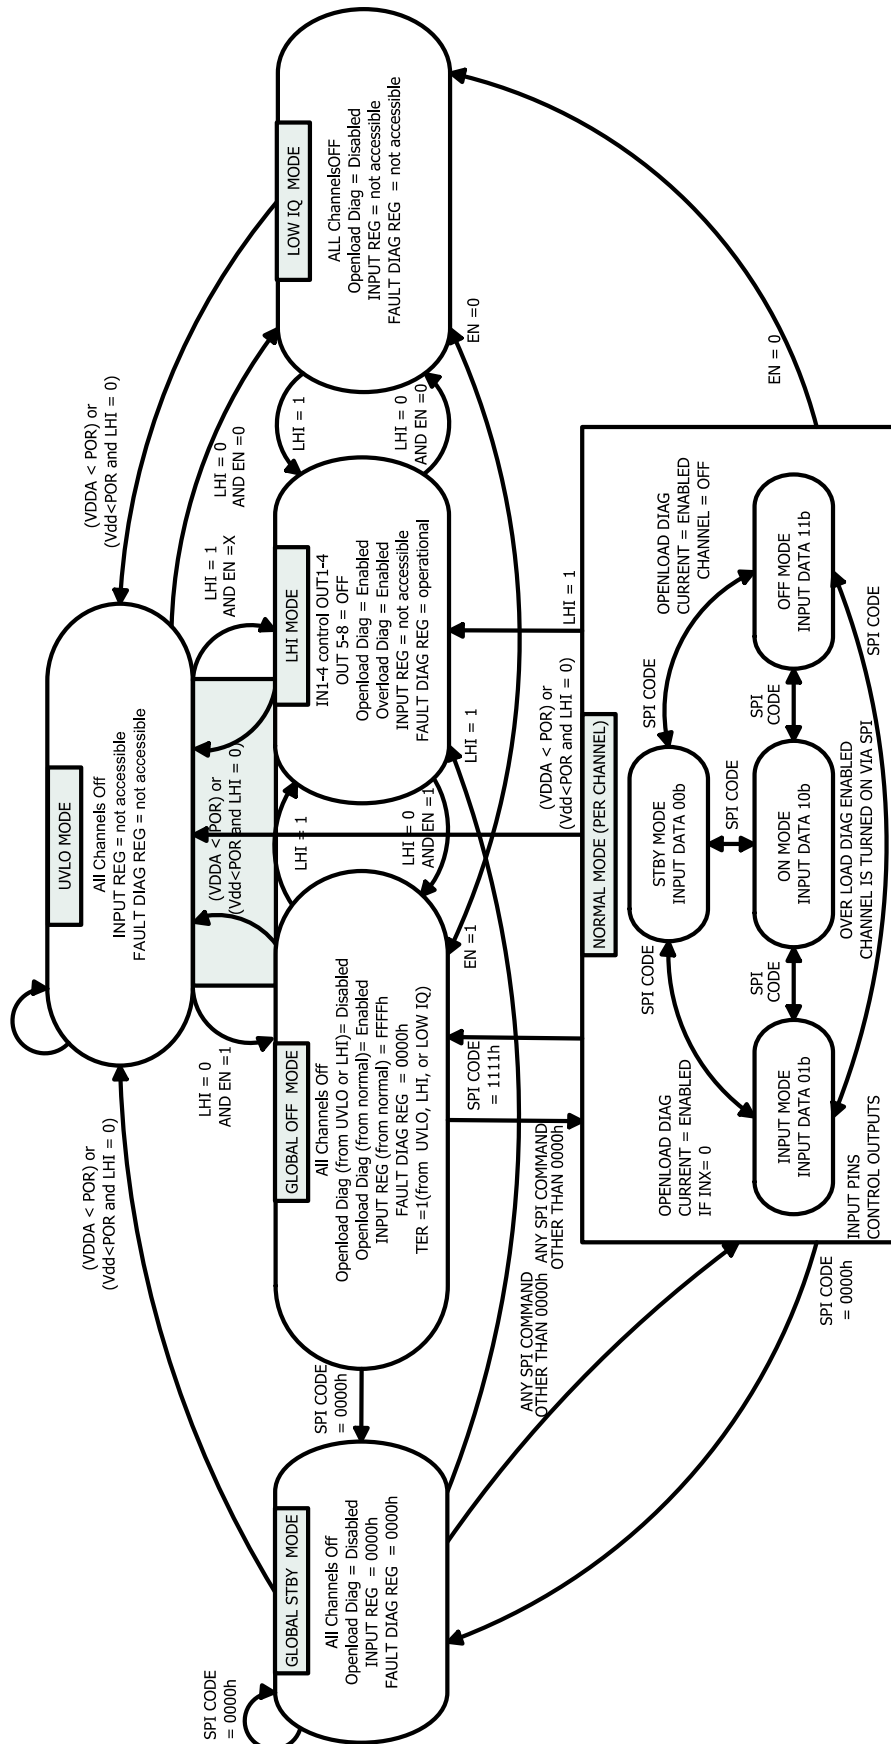 UVLO MODE
All Channels Off
INPUT REG = not accessible
FAULT DIAG REG = not accessible
(VDDA < POR) or
(Vdd<POR and LHI = 0)
(VDDA < POR) or
(Vdd<POR and LHI = 0)
LHI = 0
AND EN =1
(VDDA < POR) or
(Vdd<POR and LHI = 0)
LHI = 1
AND EN =X
LHI = 0
AND EN =0
SPI CODE
= 0000h
GLOBAL STBY MODE
All Channels Off
Openload Diag = Disabled
INPUT REG = 0000h
FAULT DIAG REG = 0000h
SPI CODE
= 0000h
GLOBAL OFF MODE
All Channels Off
Openload Diag (from UVLO or LHI)= Disabled
Openload Diag (from normal)= Enabled
INPUT REG (from normal) = FFFFh
FAULT DIAG REG = 0000h
TER =1(from UVLO, LHI, or LOW IQ)
LHI = 1
LHI = 0
AND EN =1
LHI MODE
IN1-4 control OUT1-4
OUT 5-8 = OFF
Openload Diag = Enabled
Overload Diag = Enabled
INPUT REG = not accessible
FAULT DIAG REG = operational
LHI = 1
LHI = 0
AND EN =0
LOW IQ MODE
ALL ChannelsOFF
Openload Diag = Disabled
INPUT REG = not accessible
FAULT DIAG REG = not accessible
EN =1
LHI = 1
EN =0
SPI CODE
= 1111h
ANY SPI COMMAND
OTHER THAN 0000h
ANY SPI COMMAND
OTHER THAN 0000h
(VDDA < POR) or
(Vdd<POR and LHI = 0)
LHI = 1
EN = 0
SPI CODE
= 0000h
NORMAL MODE (PER CHANNEL)
SPI CODE
STBY MODE
INPUT DATA 00b
SPI CODE
OPENLOAD DIAG
CURRENT = ENABLED
IF INX= 0
SPI CODE
OPENLOAD DIAG
CURRENT = ENABLED
CHANNEL = OFF
INPUT MODE
INPUT DATA 01b
SPI
CODE
ON MODE
INPUT DATA 10b
SPI
CODE
OFF MODE
INPUT DATA 11b
INPUT PINS
CONTROL OUTPUTS
OVER LOAD DIAG ENABLED
CHANNEL IS TURNED ON VIA SPI
SPI CODE